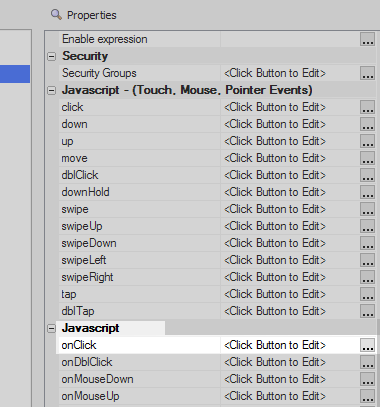 Properties
Enable expression ...
Security
Security Groups <Click Button to Edit> ...
Javascript - (Touch, Mouse, Pointer Events)
click <Click Button to Edit> ...
down <Click Button to Edit> ...
up <Click Button to Edit> ...
move <Click Button to Edit> ...
dblClick <Click Button to Edit> ...
downHold <Click Button to Edit> ...
swipe <Click Button to Edit> ...
swipeUp <Click Button to Edit> ...
swipeDown <Click Button to Edit> ...
swipeLeft <Click Button to Edit> ...
swipeRight <Click Button to Edit> ...
tap <Click Button to Edit> ...
dblTap <Click Button to Edit> ...
Javascript
onClick <Click Button to Edit> ...
onDblClick <Click Button to Edit> ...
onMouseDown <Click Button to Edit> ...
onMouseUp <Click Button to Edit> ...